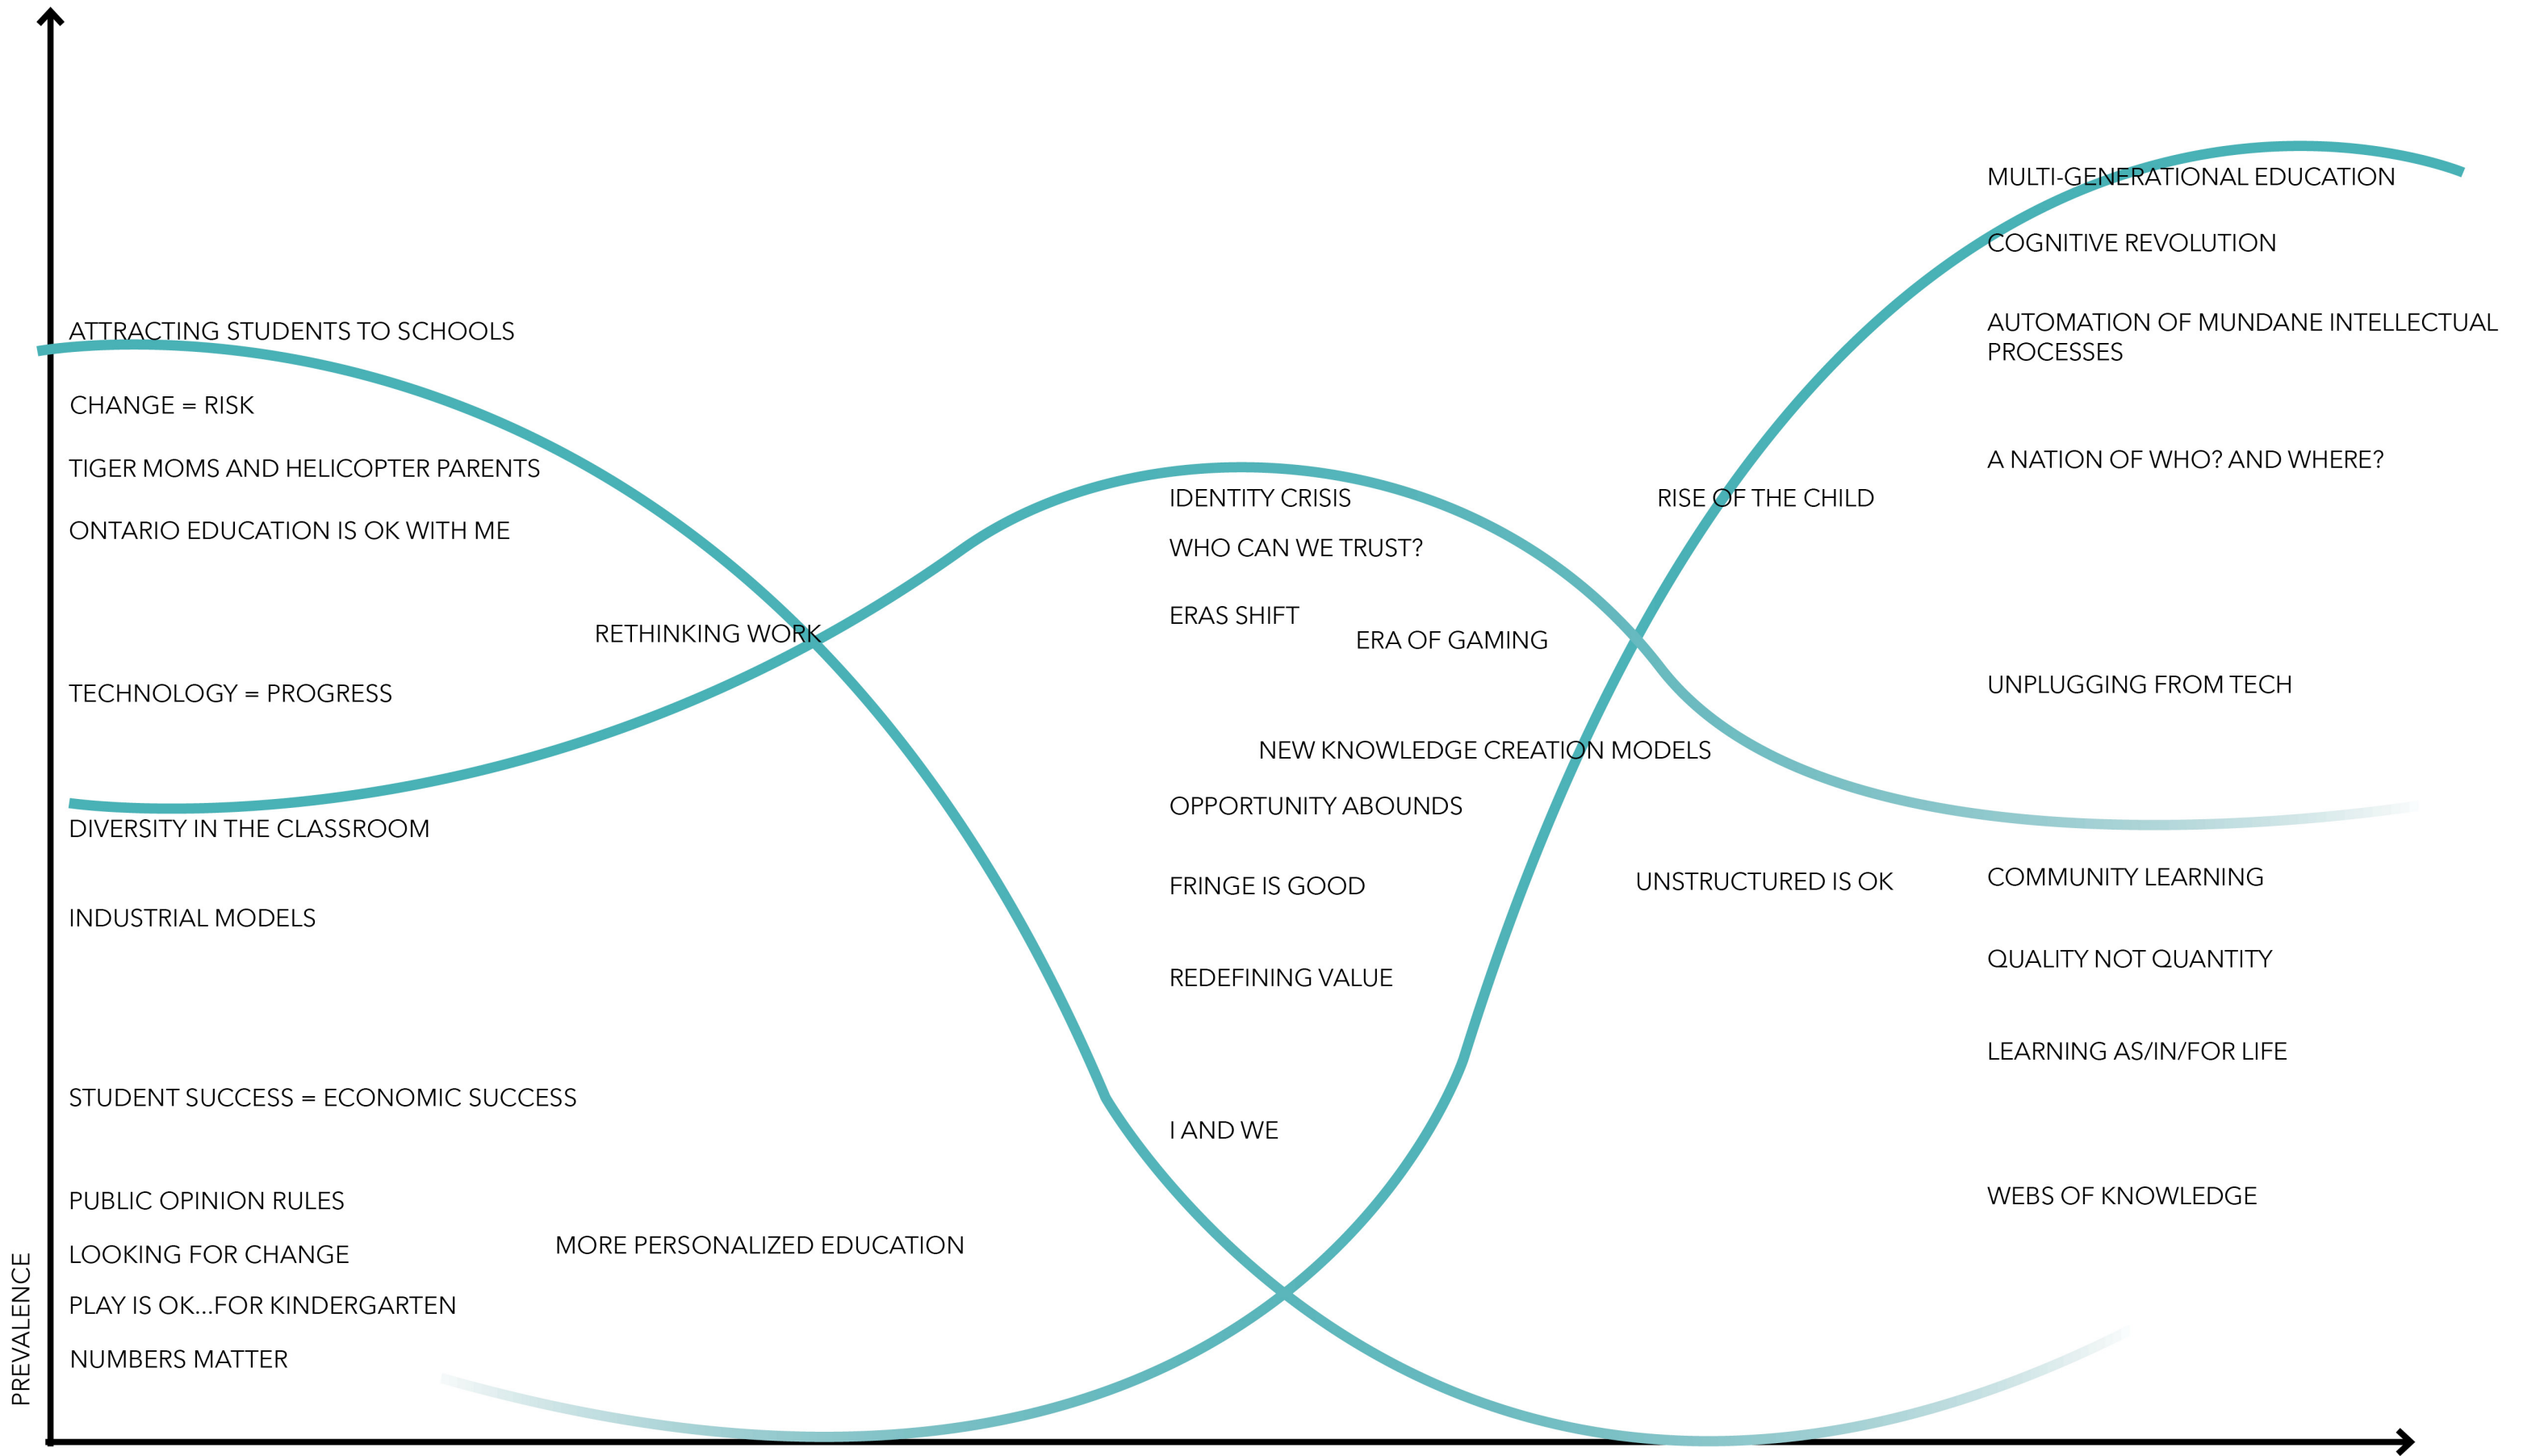 ATTRACTING STUDENTS TO SCHOOLS
CHANGE = RISK
TIGER MOMS AND HELICOPTER PARENTS
ONTARIO EDUCATION IS OK WITH ME
RETHINKING WORK
TECHNOLOGY = PROGRESS
DIVERSITY IN THE CLASSROOM
INDUSTRIAL MODELS
STUDENT SUCCESS = ECONOMIC SUCCESS
PUBLIC OPINION RULES
LOOKING FOR CHANGE
MORE PERSONALIZED EDUCATION
PLAY IS OK...FOR KINDERGARTEN
NUMBERS MATTER
PREVALENCE
IDENTITY CRISIS
WHO CAN WE TRUST?
ERAS SHIFT
ERA OF GAMING
NEW KNOWLEDGE CREATION MODELS
OPPORTUNITY ABOUNDS
FRINGE IS GOOD
REDEFINING VALUE
I AND WE
RISE OF THE CHILD
UNSTRUCTURED IS OK
MULTI-GENERATIONAL EDUCATION
COGNITIVE REVOLUTION
AUTOMATION OF MUNDANE INTELLECTUAL
PROCESSES
A NATION OF WHO? AND WHERE?
UNPLUGGING FROM TECH
COMMUNITY LEARNING
QUALITY NOT QUANTITY
LEARNING AS/IN/FOR LIFE
WEBS OF KNOWLEDGE